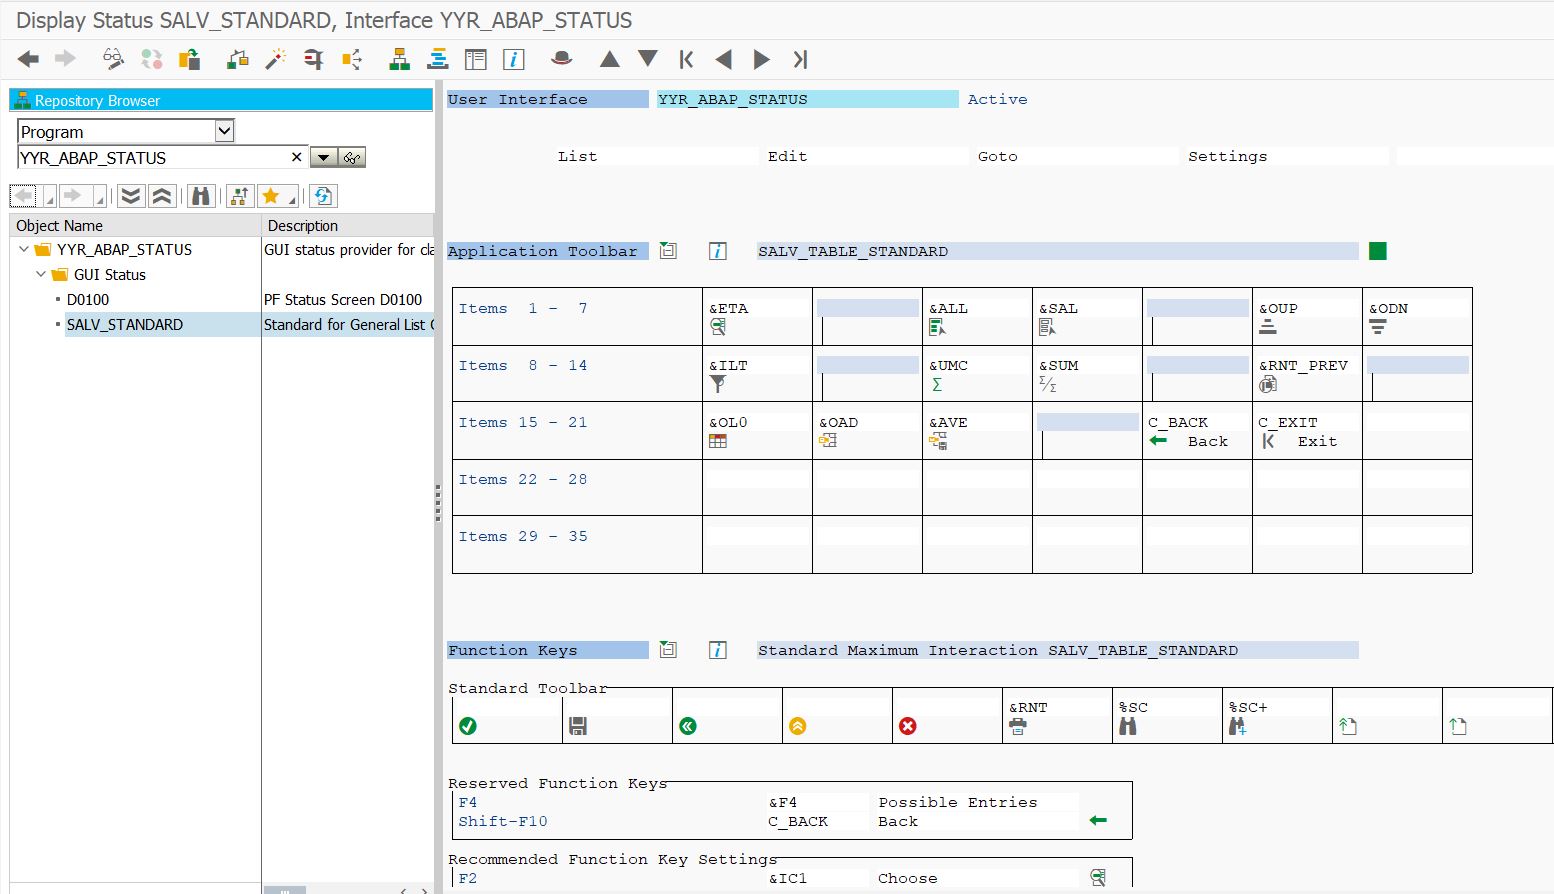 Display Status SALV_STANDARD, Interface YYR_ABAP_STATUS
Repository Browser
Program
YYR_ABAP_STATUS
Object Name Description
YYR_ABAP_STATUS GUI status provider for cla
GUI Status
D0100 PF Status Screen D0100
SALV_STANDARD Standard for General List
User Interface YYR_ABAP_STATUS Active
List Edit Goto Settings
Application Toolbar SALV_TABLE_STANDARD
Items 1 - 7 &ETA &ALL &SAL &OUP &ODN
Items 8 - 14 &ILT &UMC &SUM &RNT_PREV
Items 15 - 21 &OL0 &OAD &AVE C_BACK C_EXIT
Back Exit
Items 22 - 28
Items 29 - 35
Function Keys Standard Maximum Interaction SALV_TABLE_STANDARD
Standard Toolbar
&RNT %SC %SC+
Reserved Function Keys
F4 &F4 Possible Entries
Shift-F10 C_BACK Back
Recommended Function Key Settings
F2 &IC1 Choose